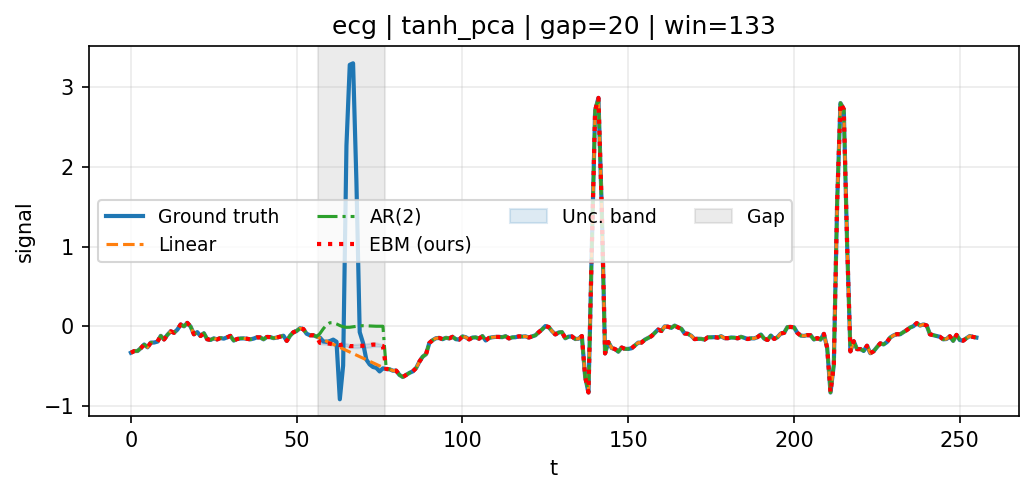 ecg | tanh_pca | gap=20 | win=133
signal
3
2
1
0
−1
Ground truth
Linear
AR(2)
EBM (ours)
Unc. band
Gap
0 50 100 150 200 250
t